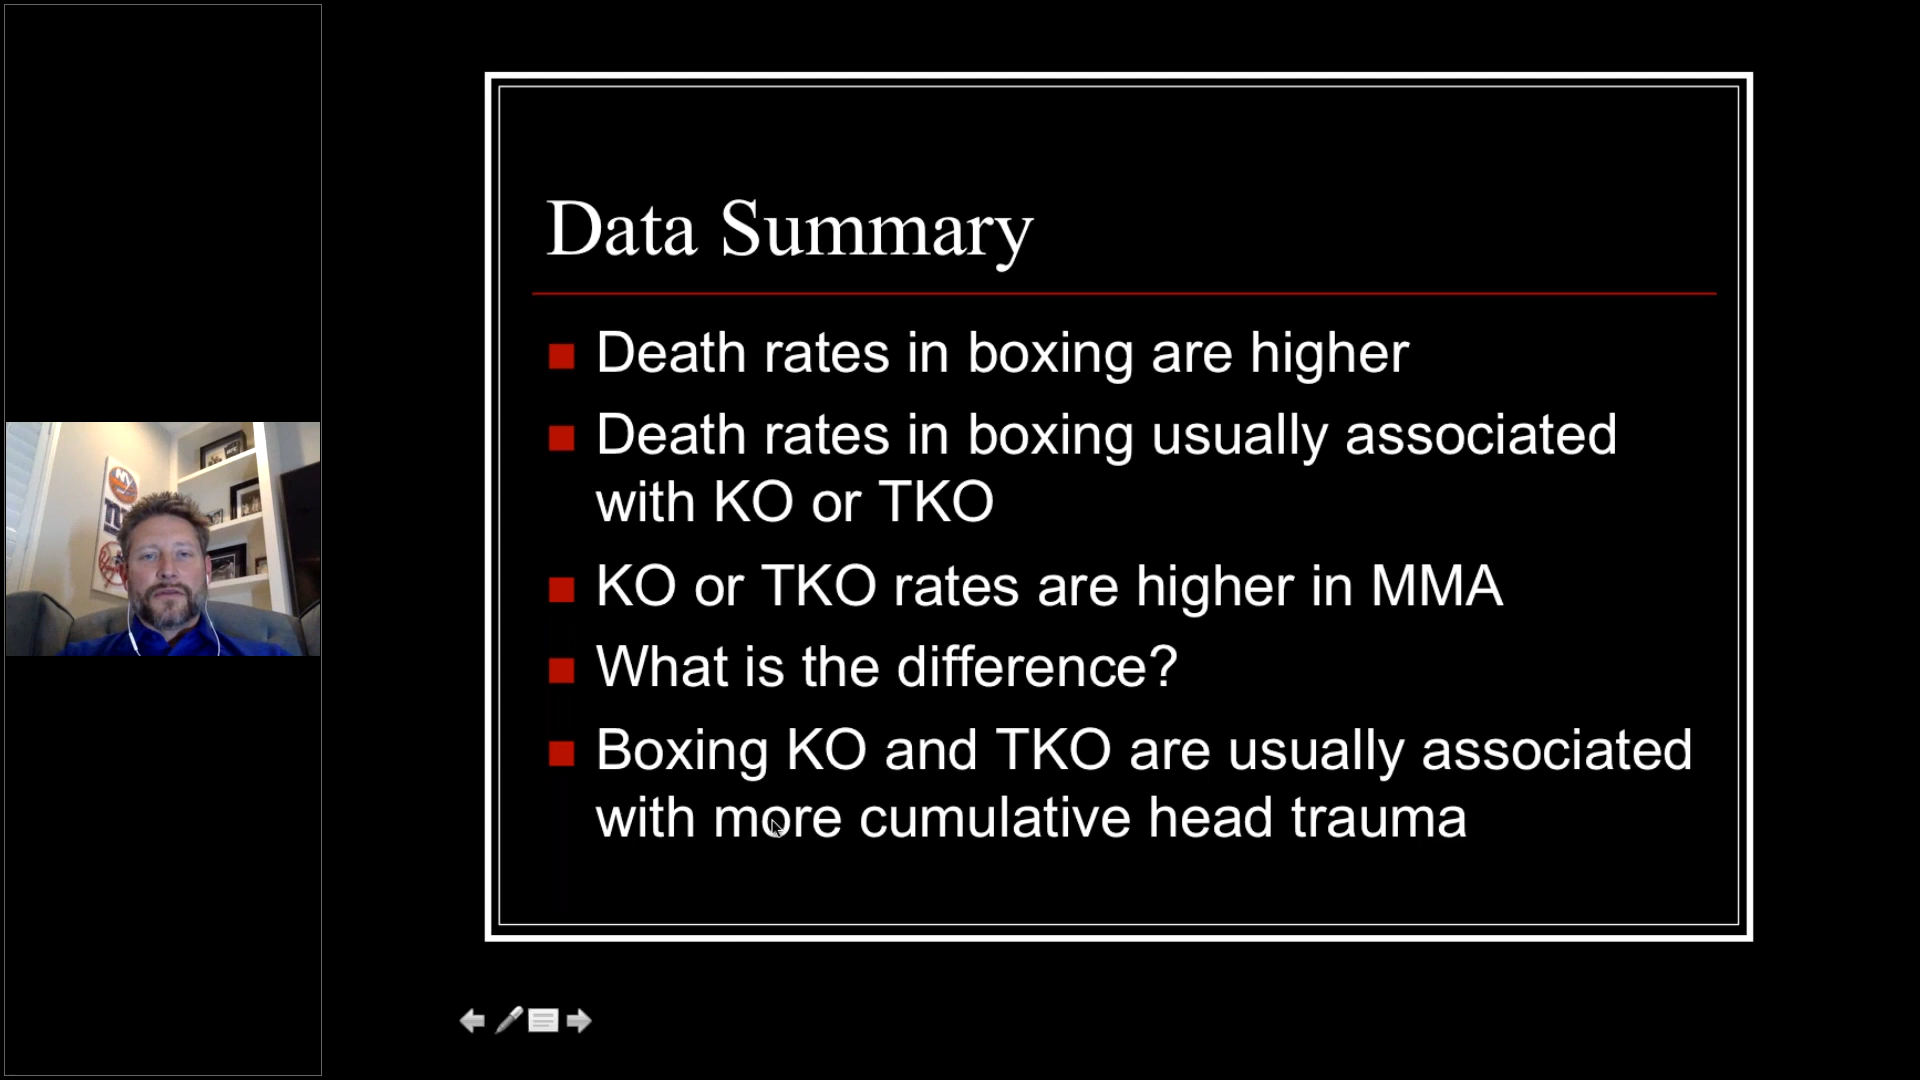 Data Summary
Death rates in boxing are higher
Death rates in boxing usually associated
with KO or TKO
KO or TKO rates are higher in MMA
What is the difference?
Boxing KO and TKO are usually associated
with more cumulative head trauma
NY